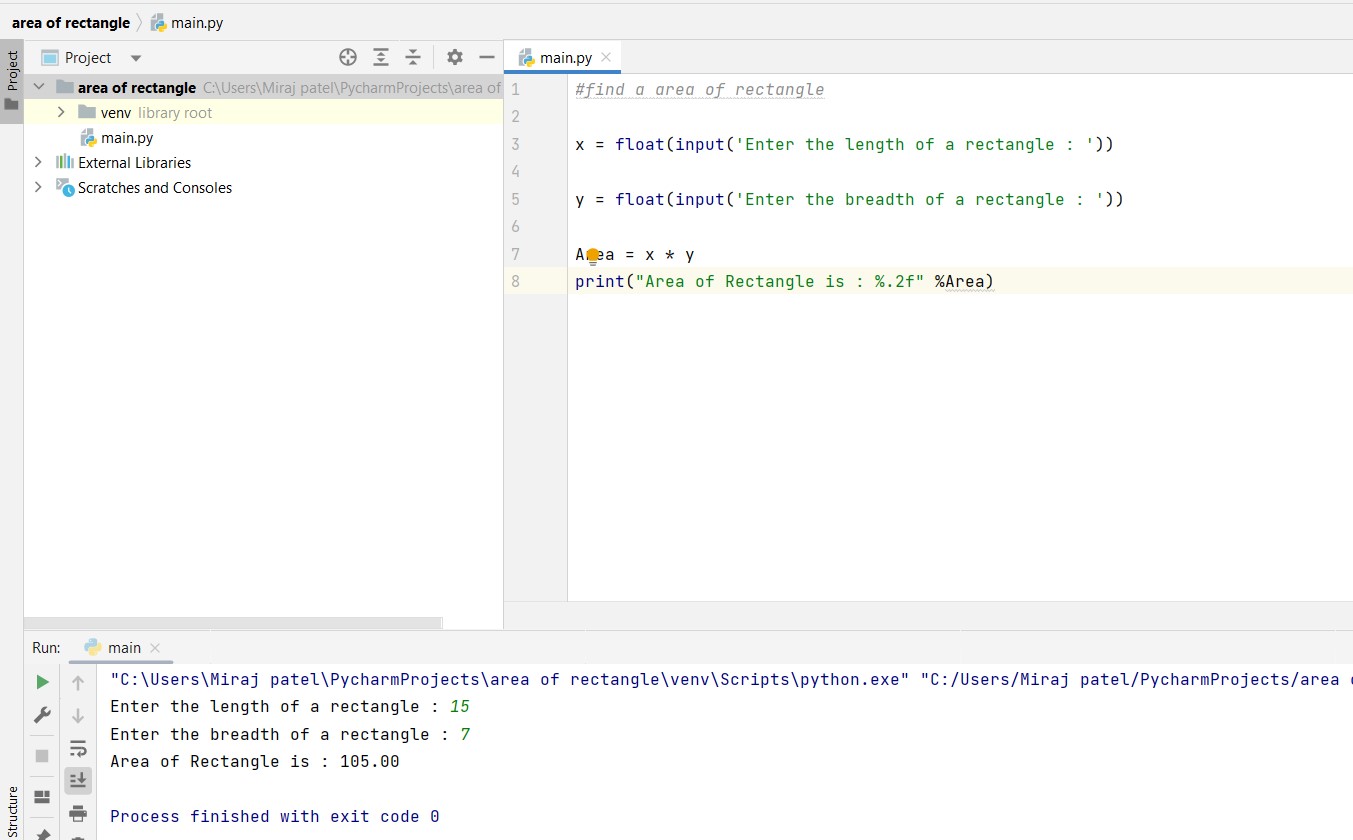 area of rectangle main.py
Project
Project
main.py
area of rectangle C:\Users\Miraj patel\PycharmProjects\area of
venv library root
main.py
External Libraries
Scratches and Consoles
1 #find a area of rectangle
2
3 x = float(input('Enter the length of a rectangle : '))
4
5 y = float(input('Enter the breadth of a rectangle : '))
6
7 Area = x * y
8 print("Area of Rectangle is : %.2f" %Area)
Run: main
"C:\Users\Miraj patel\PycharmProjects\area of rectangle\venv\Scripts\python.exe" "C:/Users/Miraj patel/PycharmProjects/area
Enter the length of a rectangle : 15
Enter the breadth of a rectangle : 7
Area of Rectangle is : 105.00
Process finished with exit code 0
Structure